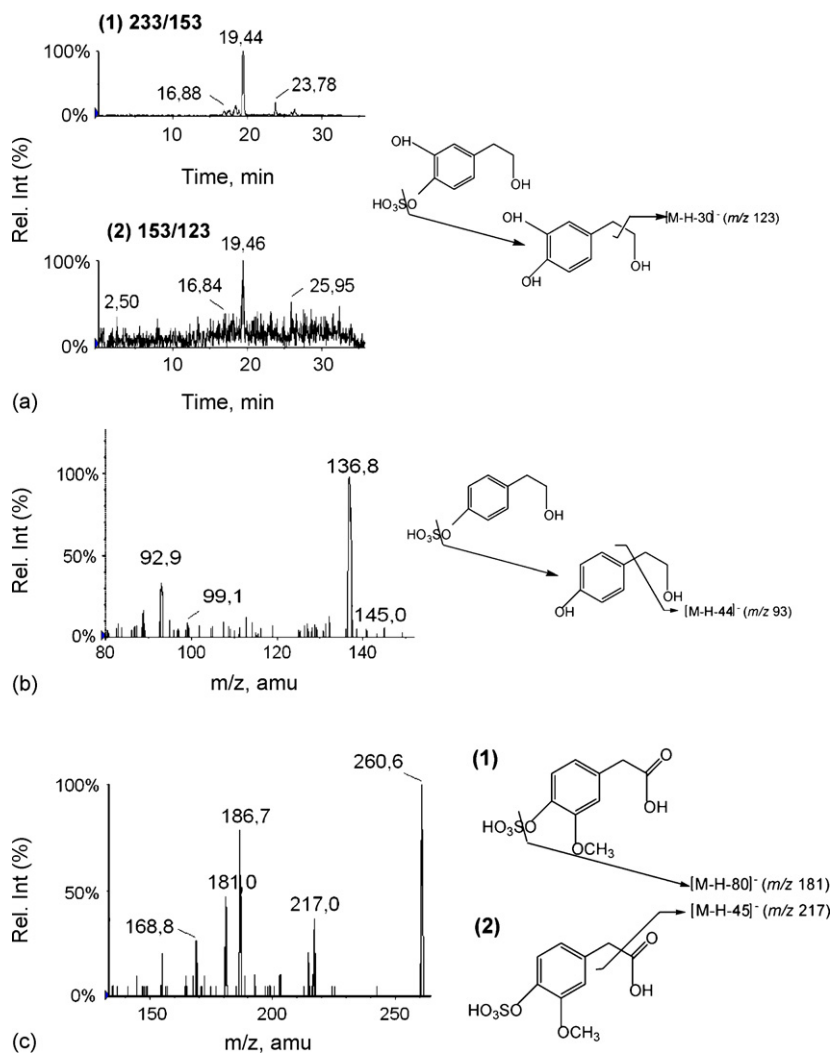 (1) 233/153
19,44
100%
16,88
23,78
0%
10 20 30
Time, min
Rel. Int (%)
(2) 153/123
19,46
100%
2,50
16,84
25,95
0%
10 20 30
(a)
Time, min
OH
HO₃SO
OH
OH
OH
OH
[M-H-30]⁻ (m/z 123)
Rel. Int (%)
100%
50%
0%
136,8
92,9
99,1
145,0
80 100 120 140
(b)
m/z, amu
HO₃SO
OH
OH
OH
[M-H-44]⁻ (m/z 93)
Rel. Int (%)
100%
50%
0%
260,6
186,7
181,0
168,8
217,0
150 200 250
(c)
m/z, amu
(1)
O
OH
HO₃SO
OCH₃
[M-H-80]⁻ (m/z 181)
[M-H-45]⁻ (m/z 217)
(2)
O
OH
HO₃SO
OCH₃